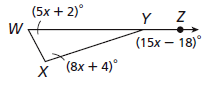 (5x + 2)°
W
Y
Z
(15x − 18)°
X
(8x + 4)°